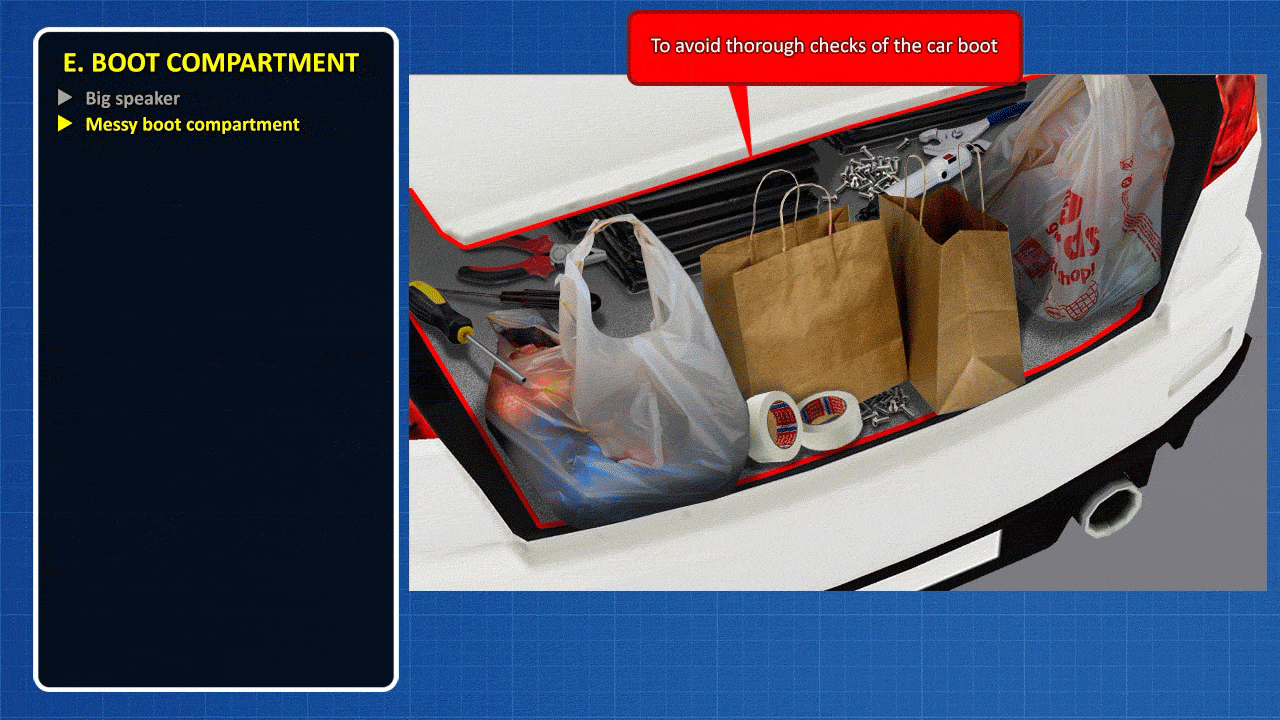 To avoid thorough checks of the car boot
E. BOOT COMPARTMENT
Big speaker
Messy boot compartment